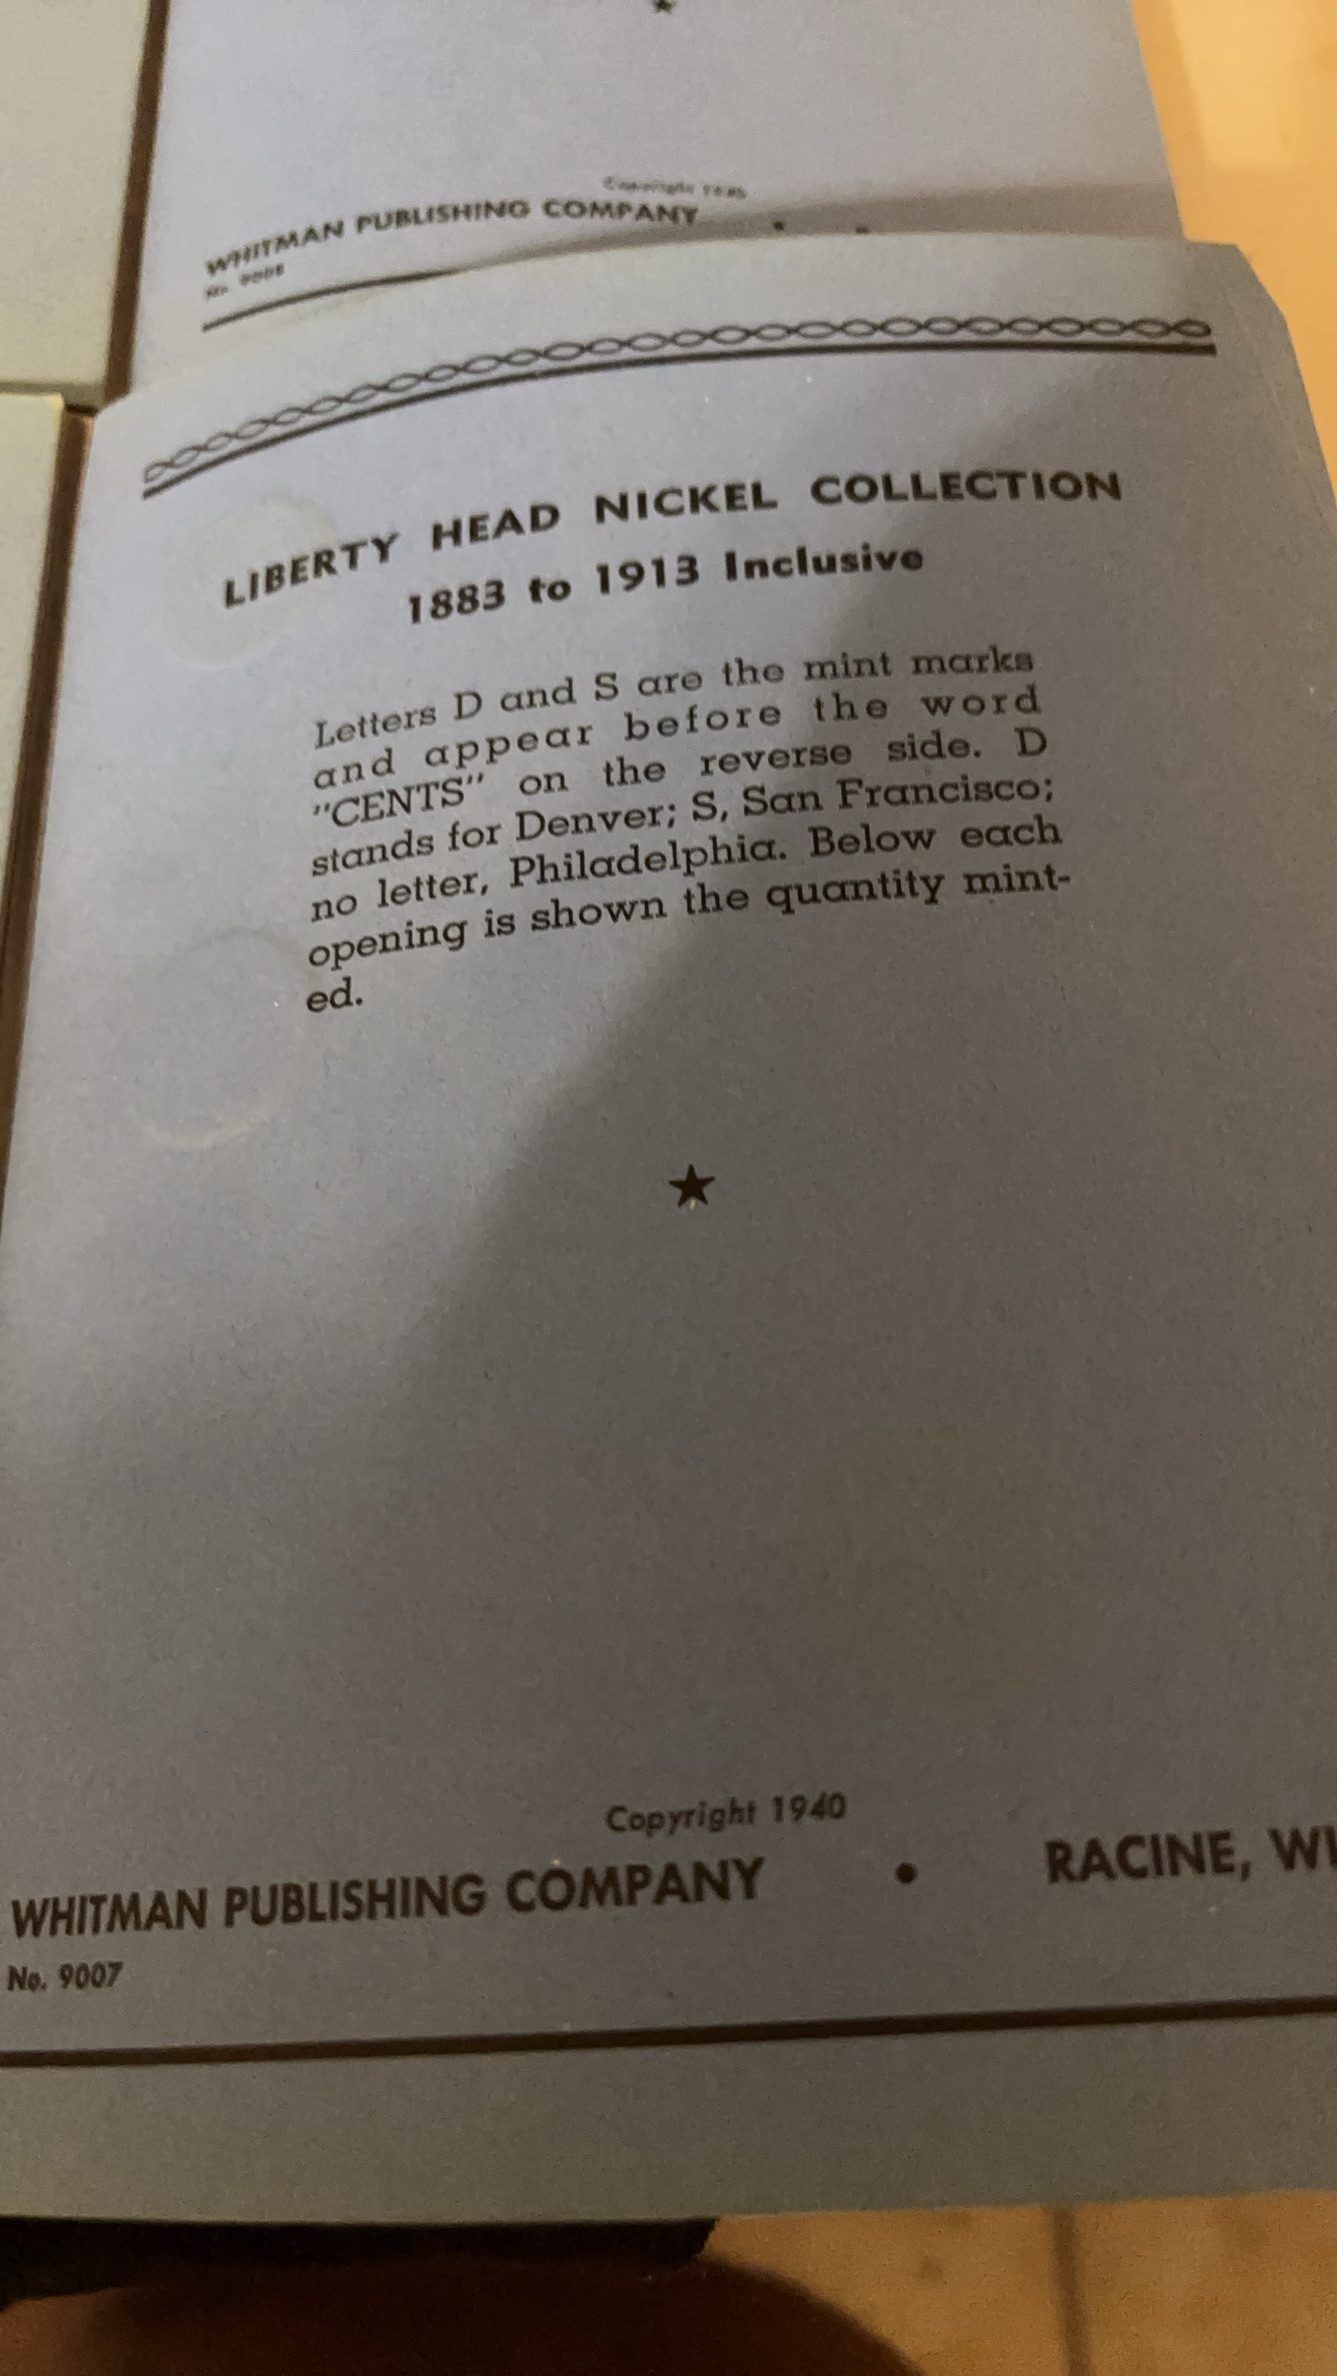 WHITMAN PUBLISHING COMPANY
No.
LIBERTY HEAD NICKEL COLLECTION
1883 to 1913 Inclusive
Letters D and S are the mint marks
and appear before the word
"CENTS" on the reverse side. D
stands for Denver; S, San Francisco;
no letter, Philadelphia. Below each
opening is shown the quantity mint-
ed.
Copyright 1940
WHITMAN PUBLISHING COMPANY • RACINE, WI
No. 9007